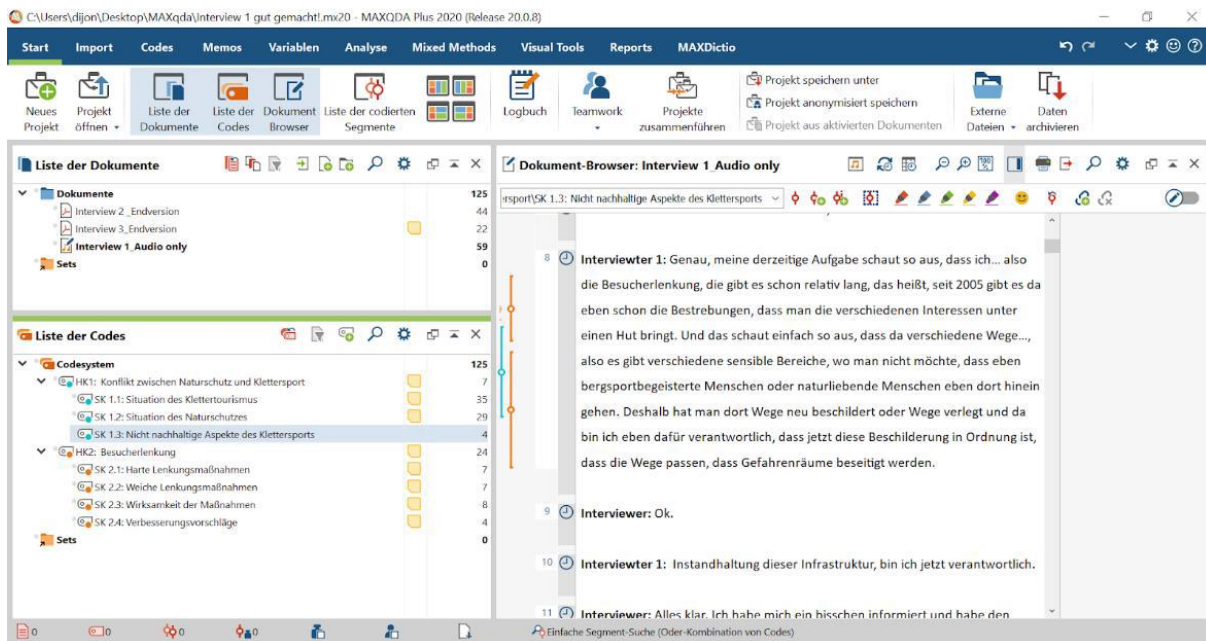 C:\Users\dijon\Desktop\MAXqda\Interview 1 gut gemacht!.mx20 - MAXQDA Plus 2020 (Release 20.0.8)
Start Import Codes Memos Variablen Analyse Mixed Methods Visual Tools Reports MAXDictio
Neues Projekt
Projekt öffnen
Liste der Dokumente
Liste der Codes
Dokument Browser
Liste der codierten Segmente
Logbuch
Teamwork
Projekte zusammenführen
Projekt speichern unter
Projekt anonymisiert speichern
Projekt aus aktivierten Dokumenten
Externe Dateien
Daten archivieren
Liste der Dokumente
Dokumente 125
Interview 2 _Endversion 44
Interview 3_Endversion 22
Interview 1_Audio only 59
Sets 0
Liste der Codes
Codesystem 125
HK1: Konflikt zwischen Naturschutz und Klettersport 7
SK 1.1: Situation des Klettertourismus 35
SK 1.2: Situation des Naturschutzes 29
SK 1.3: Nicht nachhaltige Aspekte des Klettersports 4
HK2: Besucherlenkung 24
SK 2.1: Harte Lenkungsmaßnahmen 7
SK 2.2: Weiche Lenkungsmaßnahmen 7
SK 2.3: Wirksamkeit der Maßnahmen 8
SK 2.4: Verbesserungsvorschläge 4
Sets 0
Dokument-Browser: Interview 1_Audio only
ersport\SK 1.3: Nicht nachhaltige Aspekte des Klettersports
8 Interviewter 1: Genau, meine derzeitige Aufgabe schaut so aus, dass ich... also
die Besucherlenkung, die gibt es schon relativ lang, das heißt, seit 2005 gibt es da
eben schon die Bestrebungen, dass man die verschiedenen Interessen unter
einen Hut bringt. Und das schaut einfach so aus, dass da verschiedene Wege...,
also es gibt verschiedene sensible Bereiche, wo man nicht möchte, dass eben
bergsportbegeisterte Menschen oder naturliebende Menschen eben dort hinein
gehen. Deshalb hat man dort Wege neu beschildert oder Wege verlegt und da
bin ich eben dafür verantwortlich, dass jetzt diese Beschilderung in Ordnung ist,
dass die Wege passen, dass Gefahrenräume beseitigt werden.
9 Interviewer: Ok.
10 Interviewter 1: Instandhaltung dieser Infrastruktur, bin ich jetzt verantwortlich.
11 Interviewer: Alles klar. Ich habe mich ein bisschen informiert und habe den
0 0 0 0
Einfache Segment-Suche (Oder-Kombination von Codes)